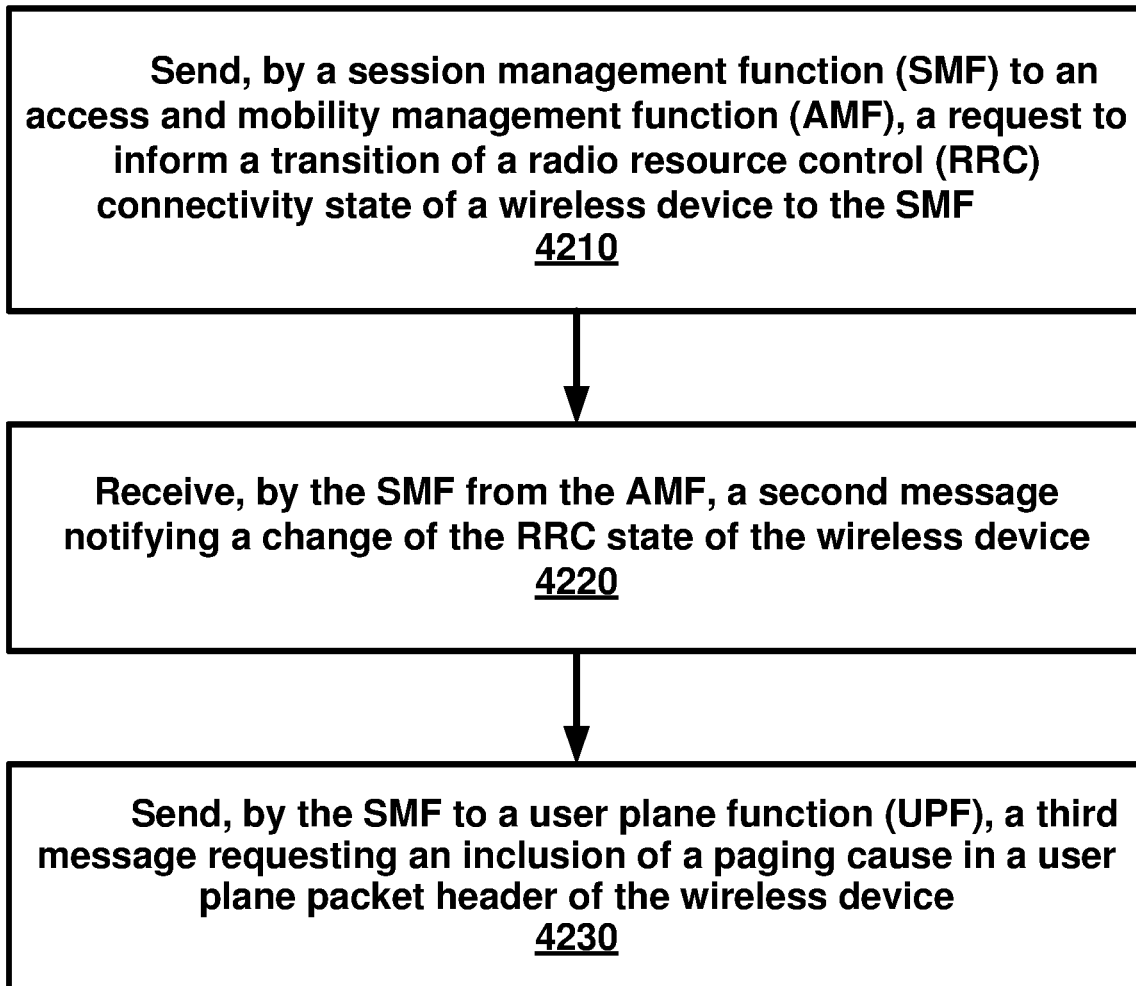 Send, by a session management function (SMF) to an
access and mobility management function (AMF), a request to
inform a transition of a radio resource control (RRC)
connectivity state of a wireless device to the SMF
4210
Receive, by the SMF from the AMF, a second message
notifying a change of the RRC state of the wireless device
4220
Send, by the SMF to a user plane function (UPF), a third
message requesting an inclusion of a paging cause in a user
plane packet header of the wireless device
4230